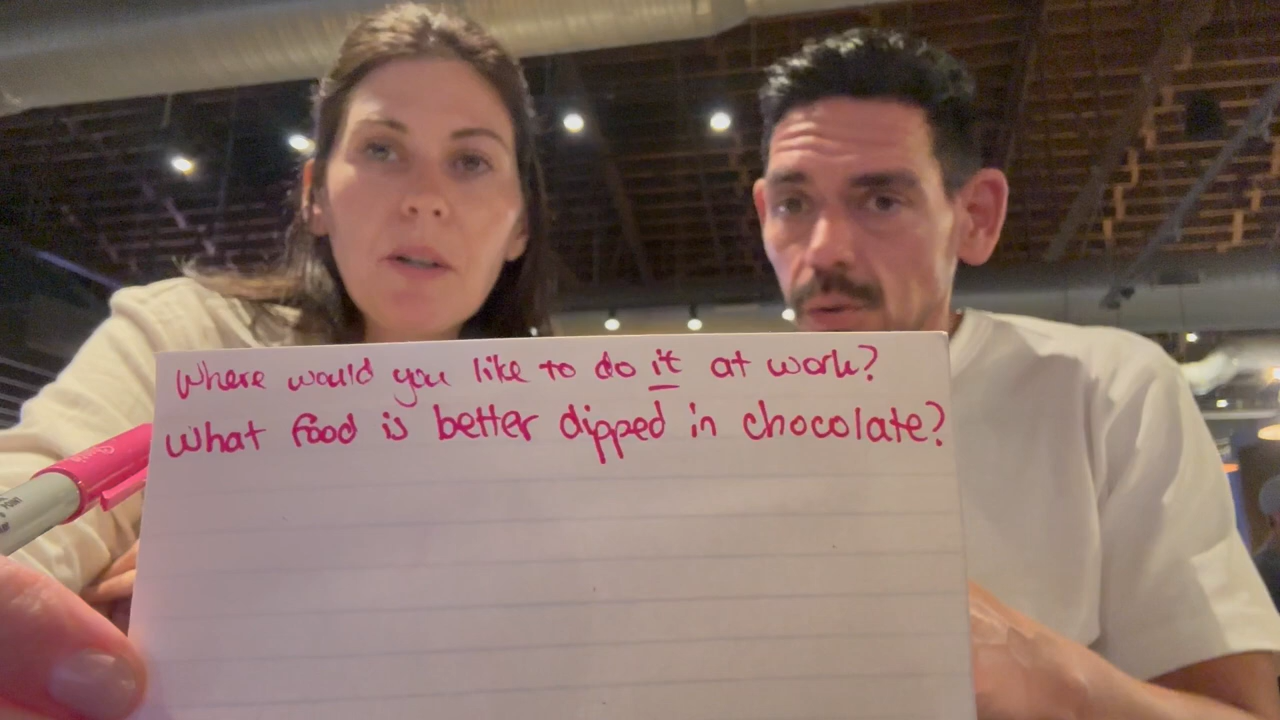 Where would you like to do it at work?
What food is better dipped in chocolate?